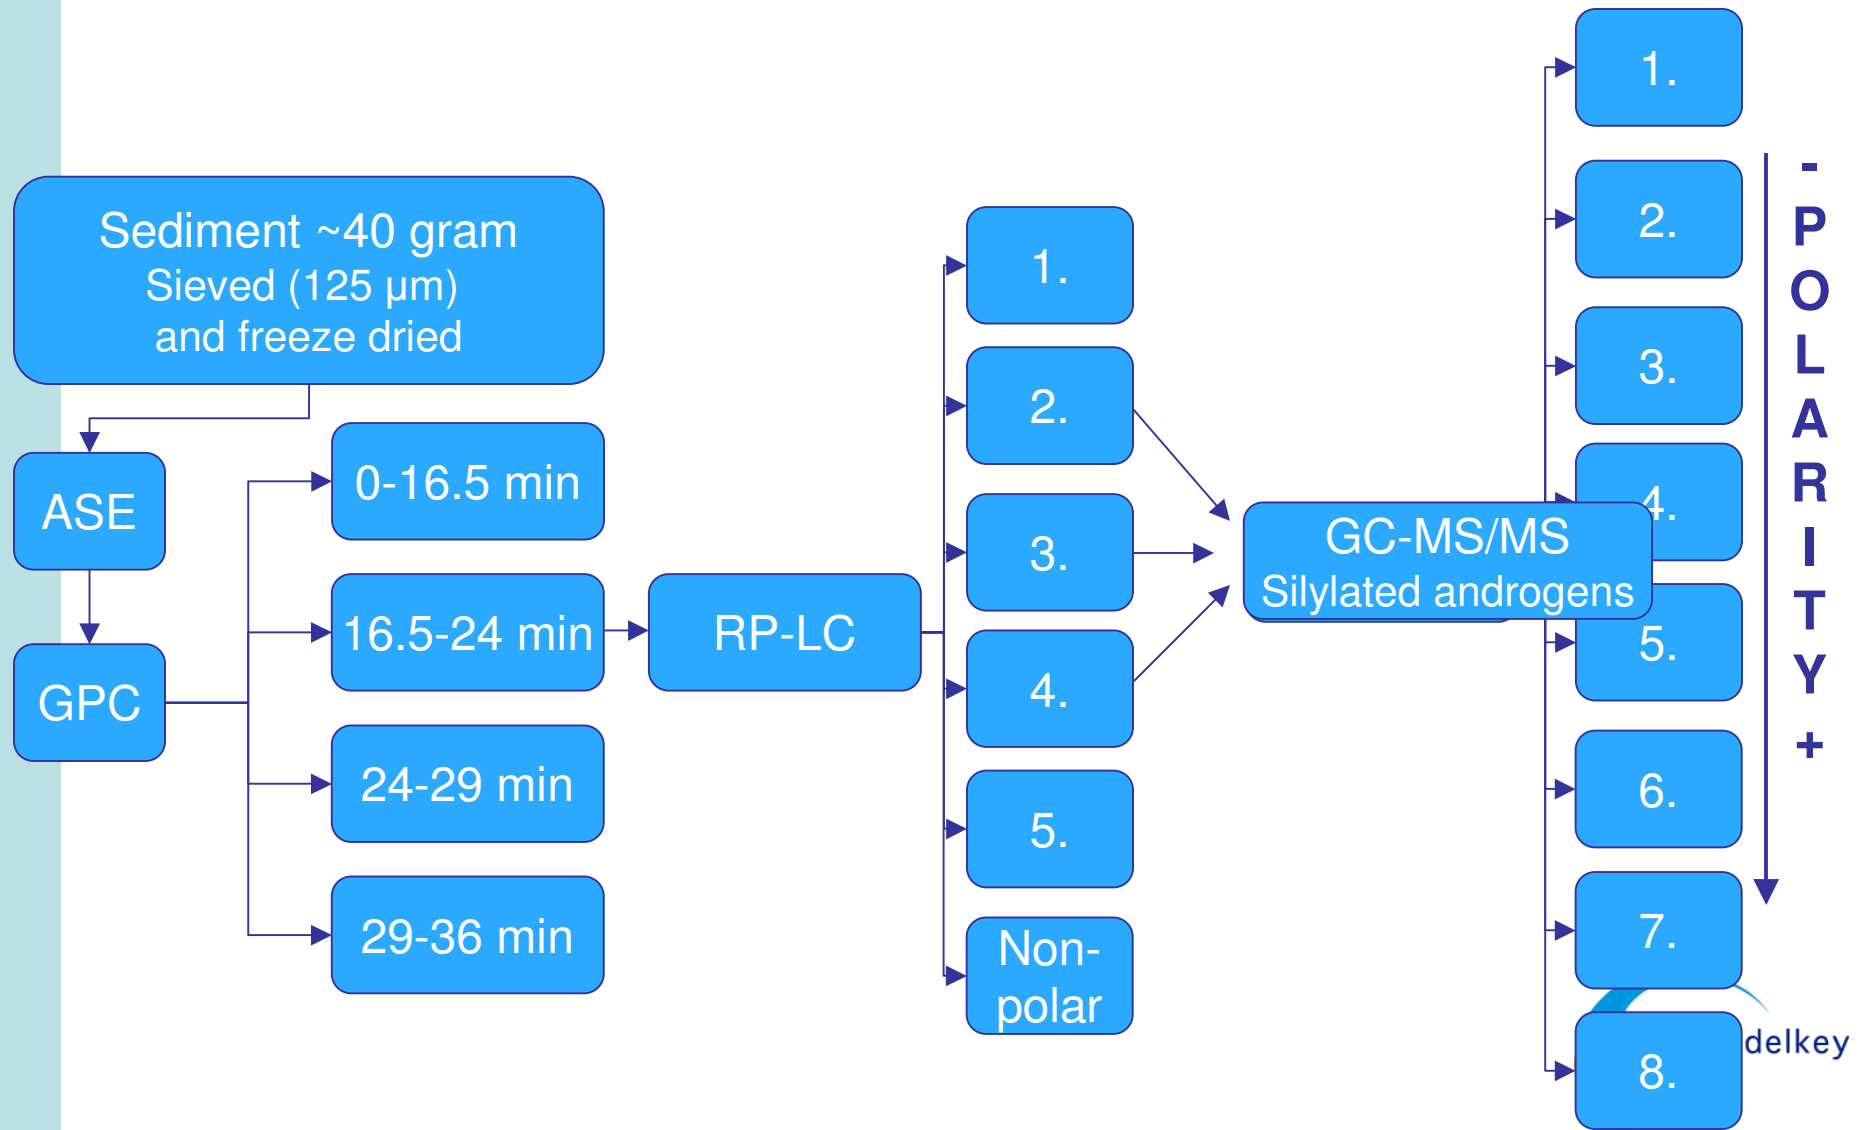 Sediment ~40 gram
Sieved (125 µm)
and freeze dried
ASE
GPC
0-16.5 min
16.5-24 min
24-29 min
29-36 min
RP-LC
1.
2.
3.
4.
5.
Non-
polar
GC-MS/MS
Silylated androgens
1.
2.
3.
4.
5.
6.
7.
8.
-
P
O
L
A
R
I
T
Y
+
delkey